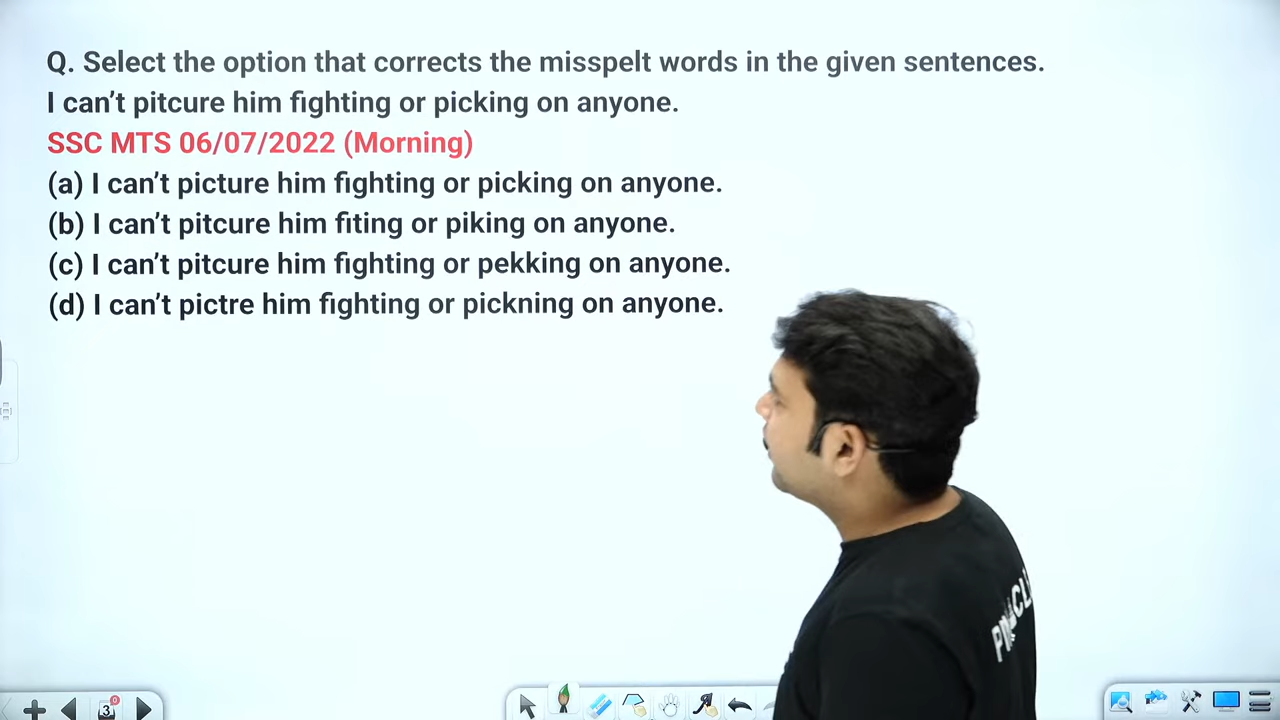 Q. Select the option that corrects the misspelt words in the given sentences.
I can't pitcure him fighting or picking on anyone.
SSC MTS 06/07/2022 (Morning)
(a) I can't picture him fighting or picking on anyone.
(b) I can't pitcure him fiting or piking on anyone.
(c) I can't pitcure him fighting or pekking on anyone.
(d) I can't pictre him fighting or pickning on anyone.
3